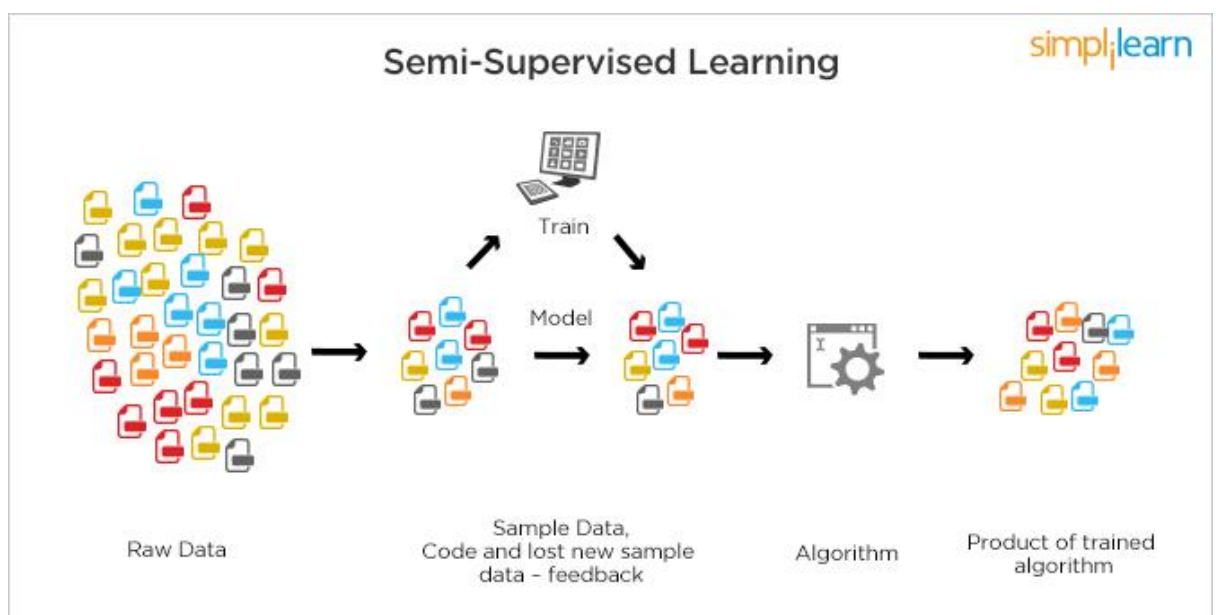 Semi-Supervised Learning
simplilearn
Train
Model
Raw Data
Sample Data,
Code and lost new sample
data – feedback
Algorithm
Product of trained
algorithm